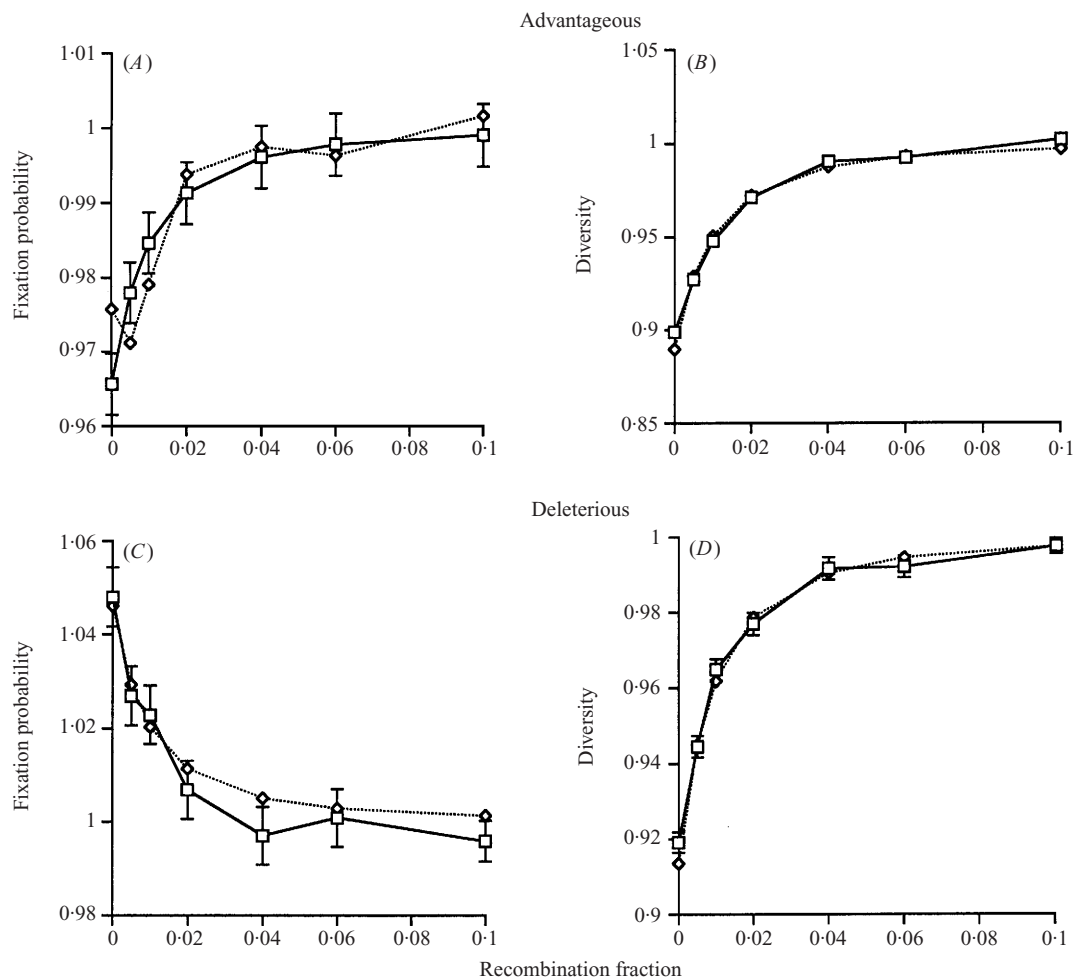 Advantageous
(A)
1·01
1
0·99
0·98
0·97
0·96
Fixation probability
0 0·02 0·04 0·06 0·08 0·1
(B)
1·05
1
0·95
0·9
0·85
Diversity
0 0·02 0·04 0·06 0·08 0·1
Deleterious
(C)
1·06
1·04
1·02
1
0·98
Fixation probability
0 0·02 0·04 0·06 0·08 0·1
(D)
1
0·98
0·96
0·94
0·92
0·9
Diversity
0 0·02 0·04 0·06 0·08 0·1
Recombination fraction